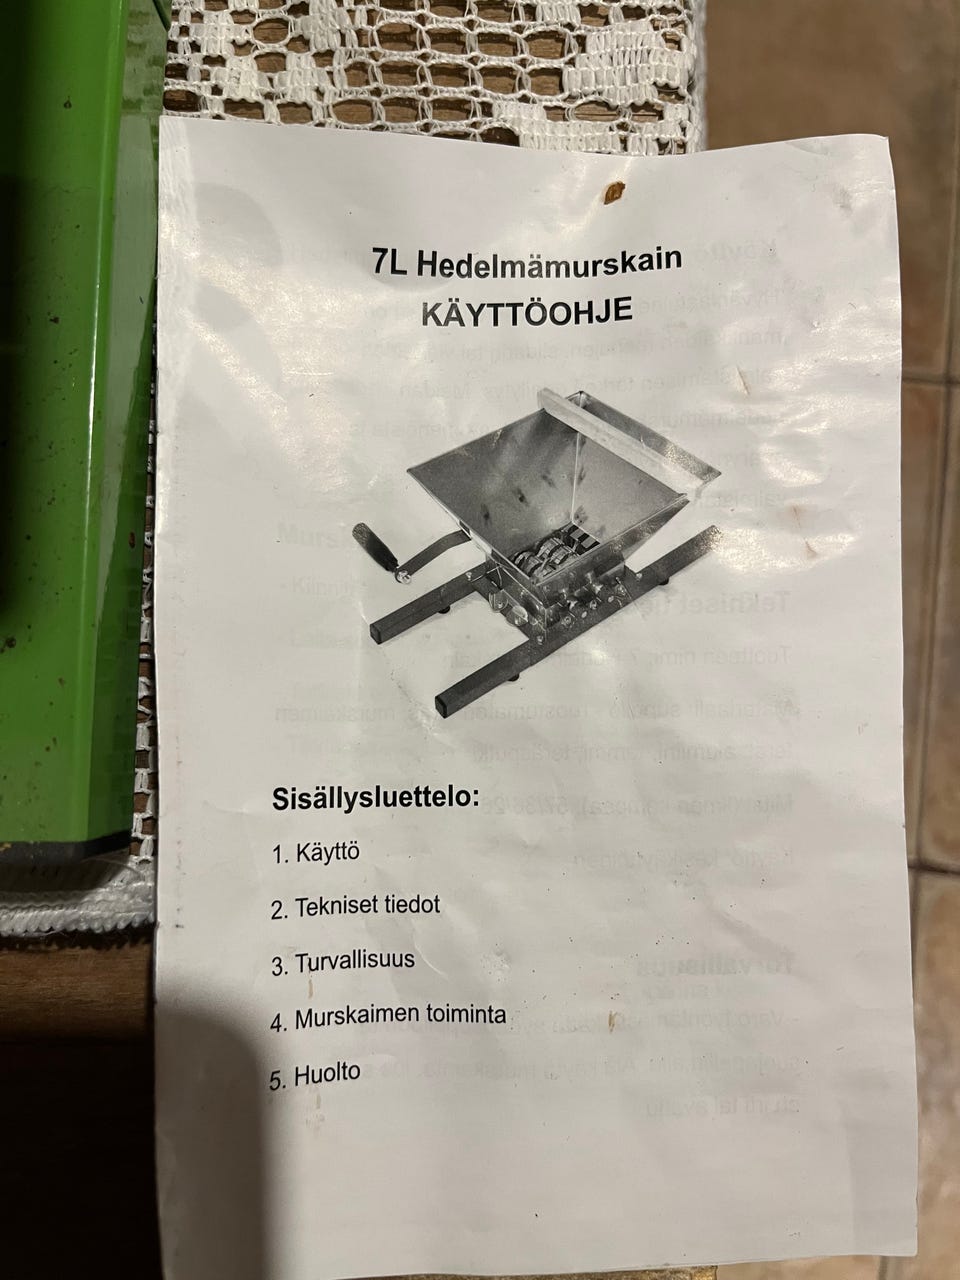 7L Hedelmämurskain
KÄYTTÖOHJE
Sisällysluettelo:
1. Käyttö
2. Tekniset tiedot
3. Turvallisuus
4. Murskaimen toiminta
5. Huolto